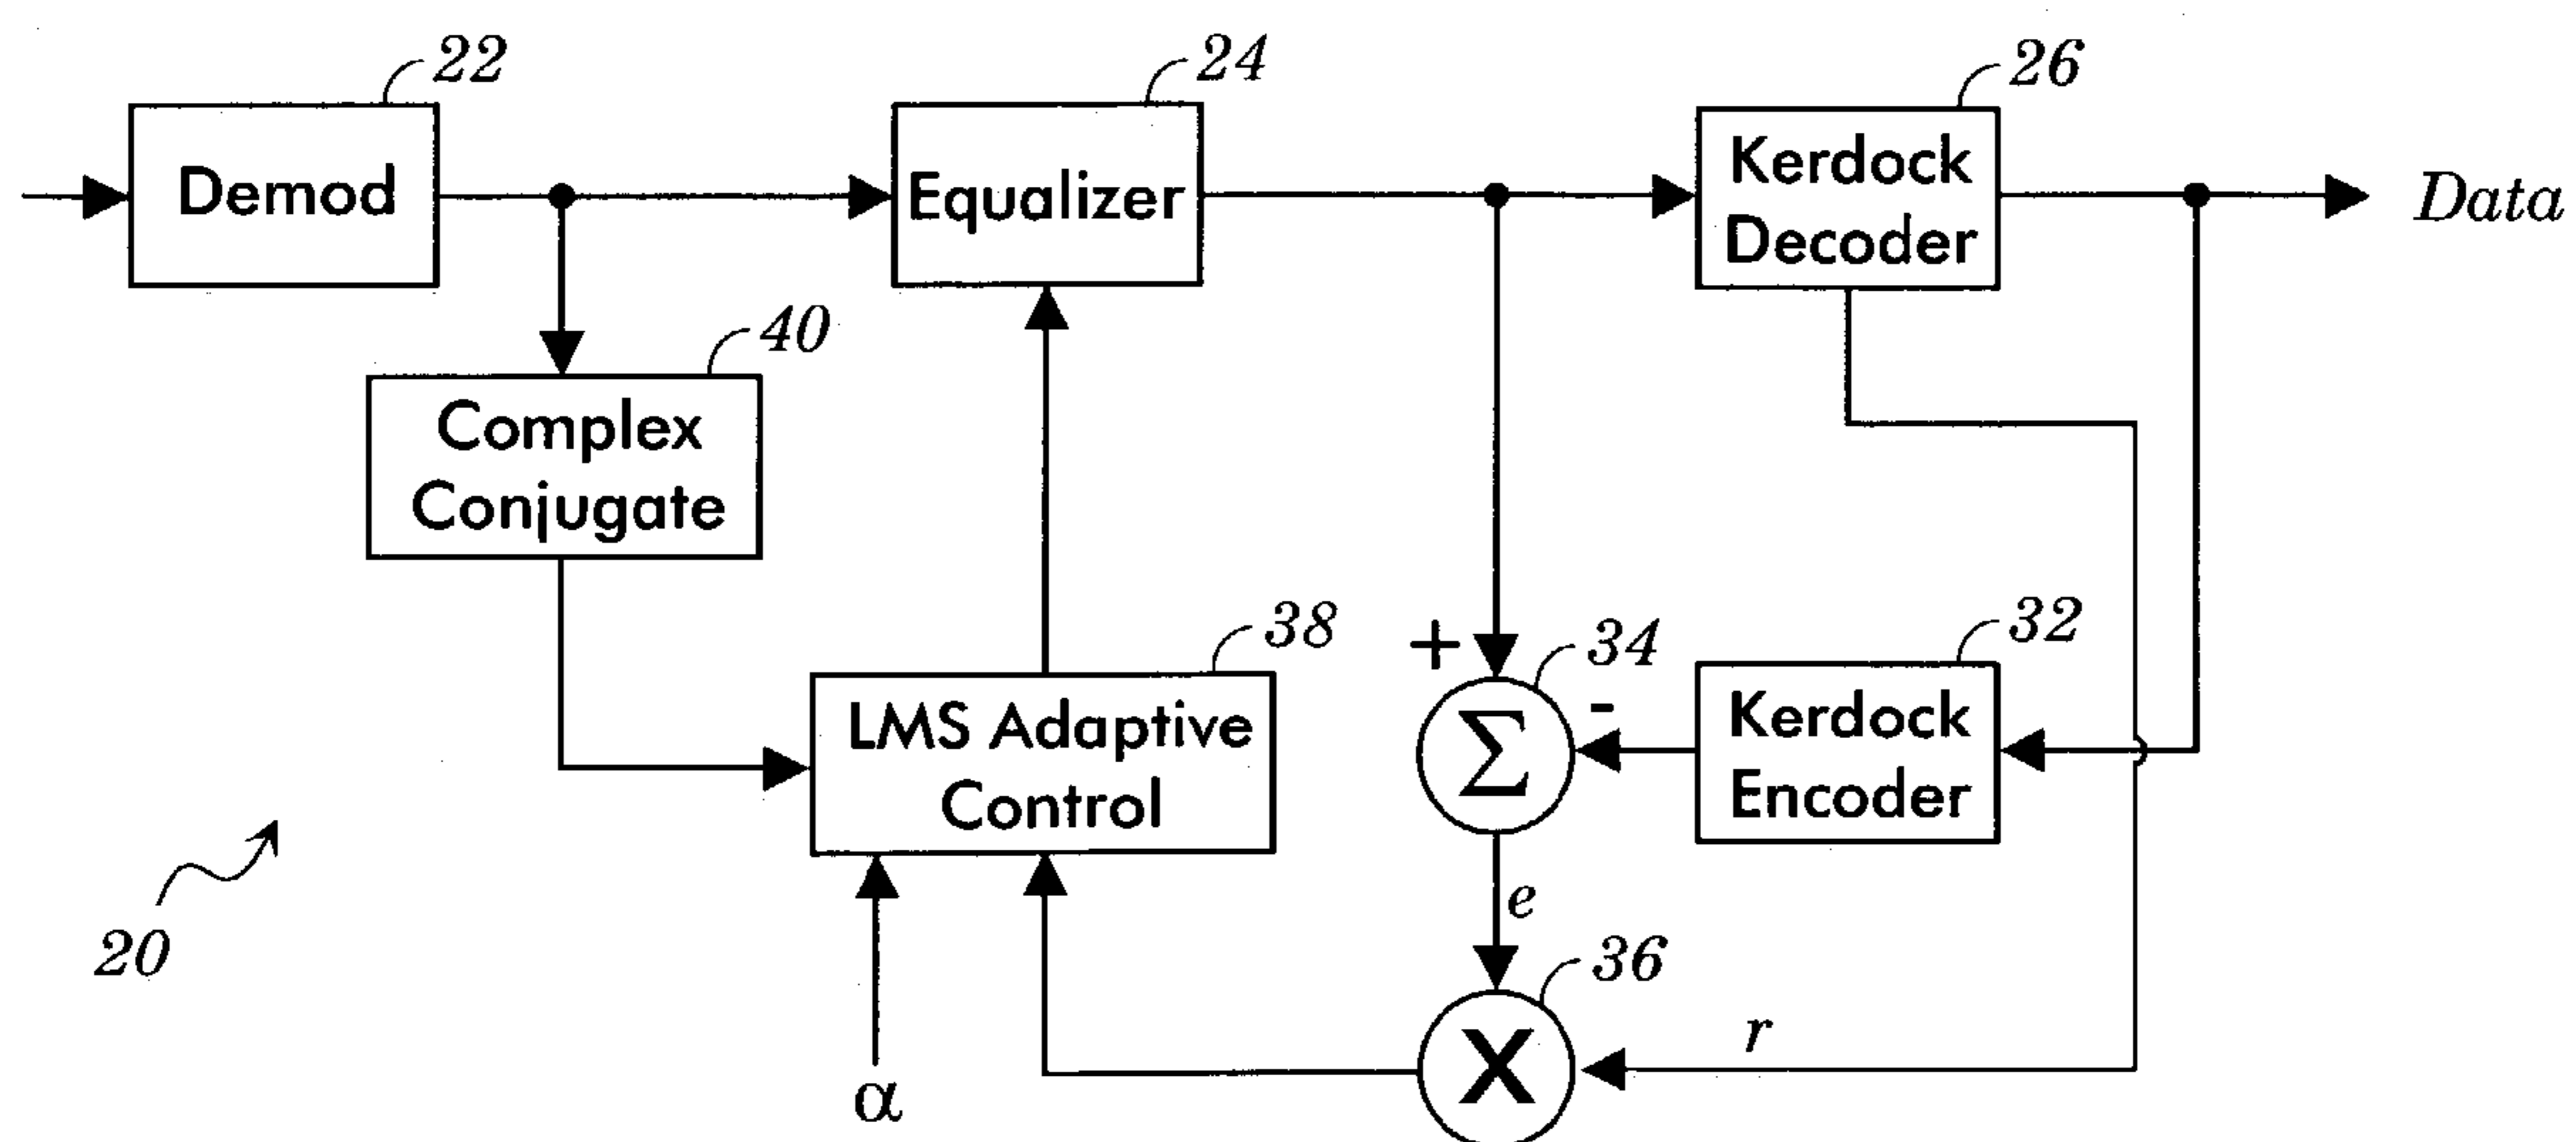 22
24
26
Demod
Equalizer
Kerdock
Decoder
Data
40
Complex
Conjugate
38
34
32
+
-
LMS Adaptive
Control
Σ
Kerdock
Encoder
20
e
36
r
X
α